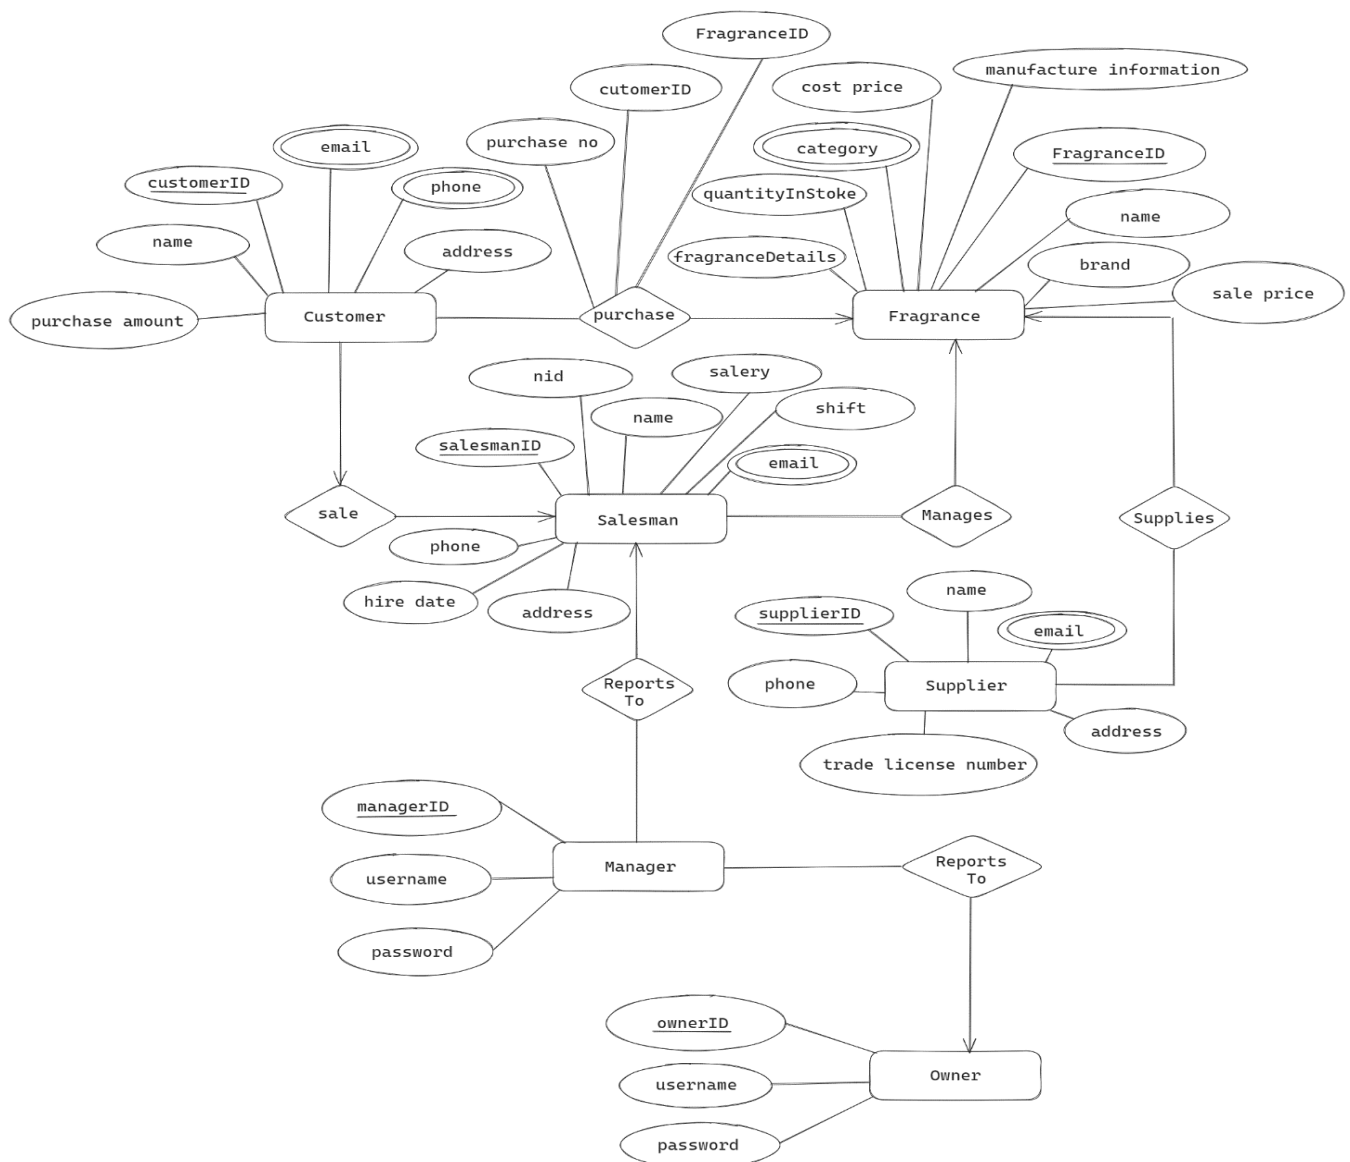 FragranceID
cutomerID
cost price
manufacture information
purchase no
email
category
FragranceID
customerID
phone
quantityInStoke
name
name
address
fragranceDetails
brand
sale price
purchase amount
Customer
purchase
Fragrance
nid
salery
name
shift
salesmanID
email
sale
Salesman
Manages
Supplies
phone
hire date
address
name
supplierID
email
Reports
To
phone
Supplier
address
trade license number
managerID
username
Manager
Reports
To
password
ownerID
username
Owner
password